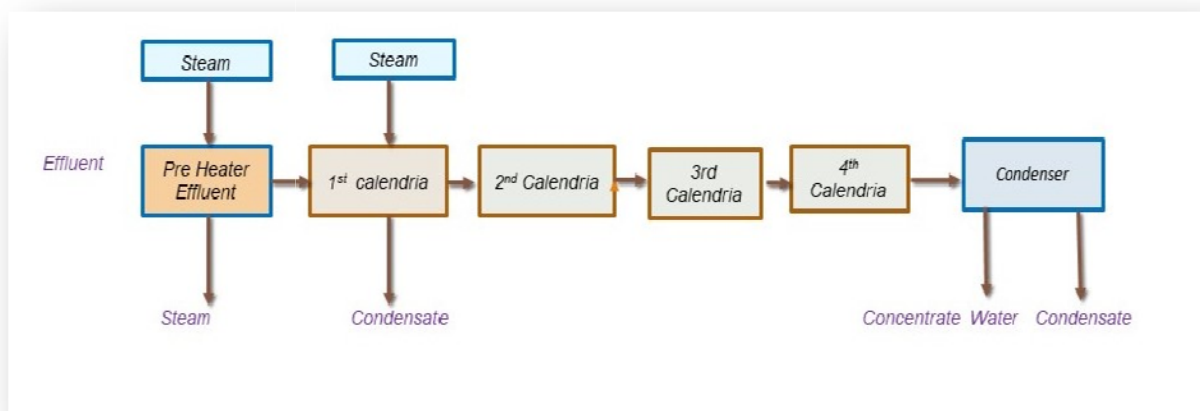 Steam
Steam
Effluent
Pre Heater
Effluent
1st calendria
2nd Calendria
3rd
Calendria
4th
Calendria
Condenser
Steam
Condensate
Concentrate Water
Condensate